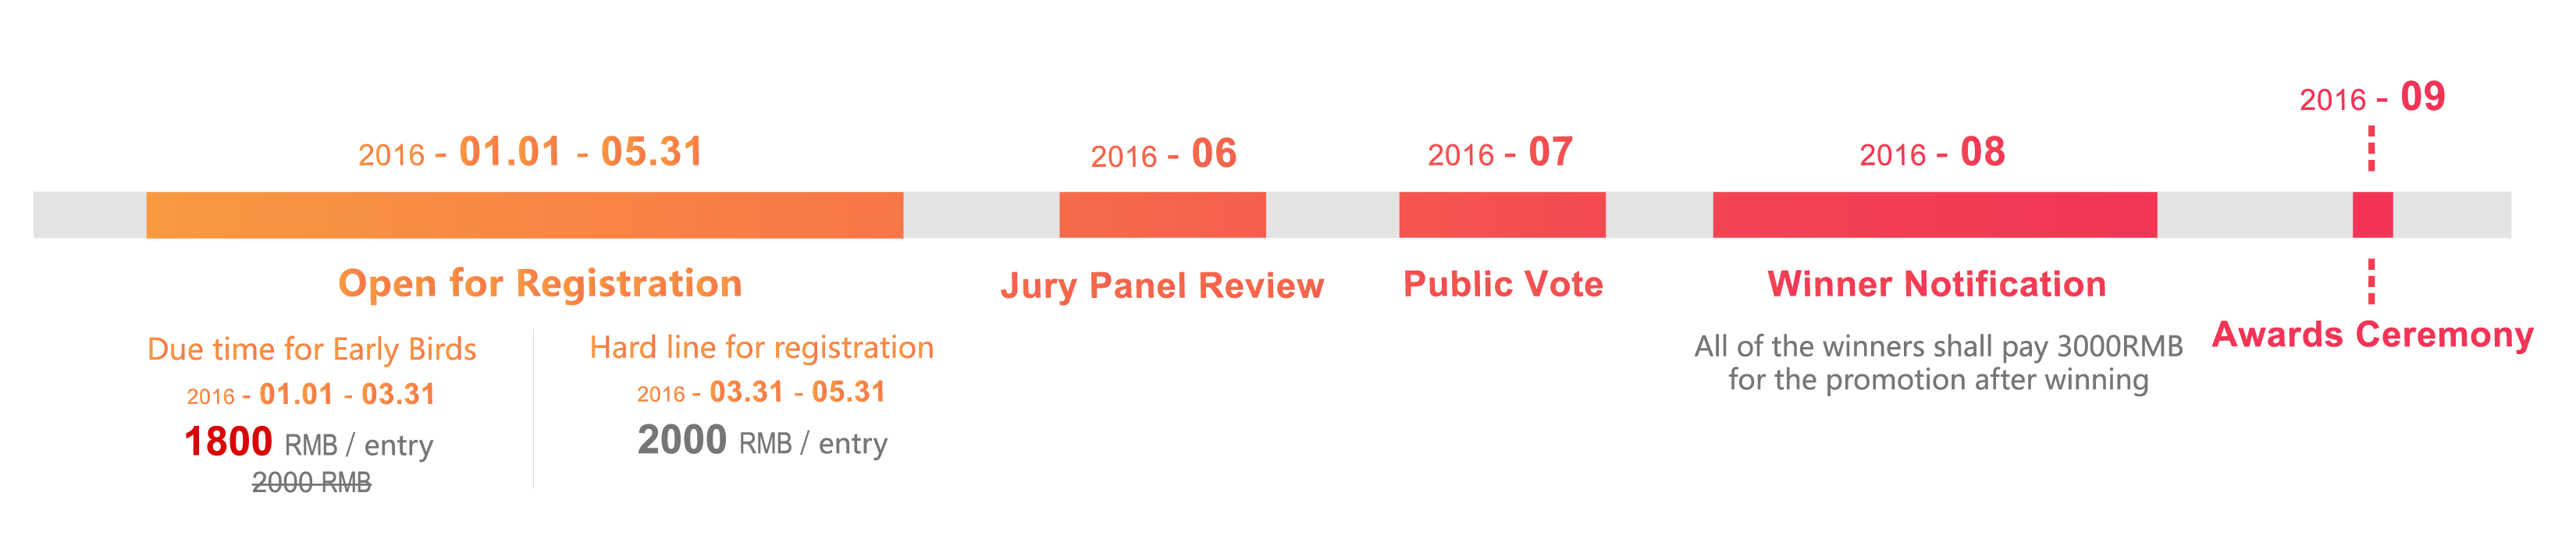 2016 - 01.01 - 05.31
Open for Registration
Due time for Early Birds
2016 - 01.01 - 03.31
1800 RMB / entry
2000 RMB
Hard line for registration
2016 - 03.31 - 05.31
2000 RMB / entry
2016 - 06
Jury Panel Review
2016 - 07
Public Vote
2016 - 08
Winner Notification
All of the winners shall pay 3000RMB
for the promotion after winning
2016 - 09
Awards Ceremony